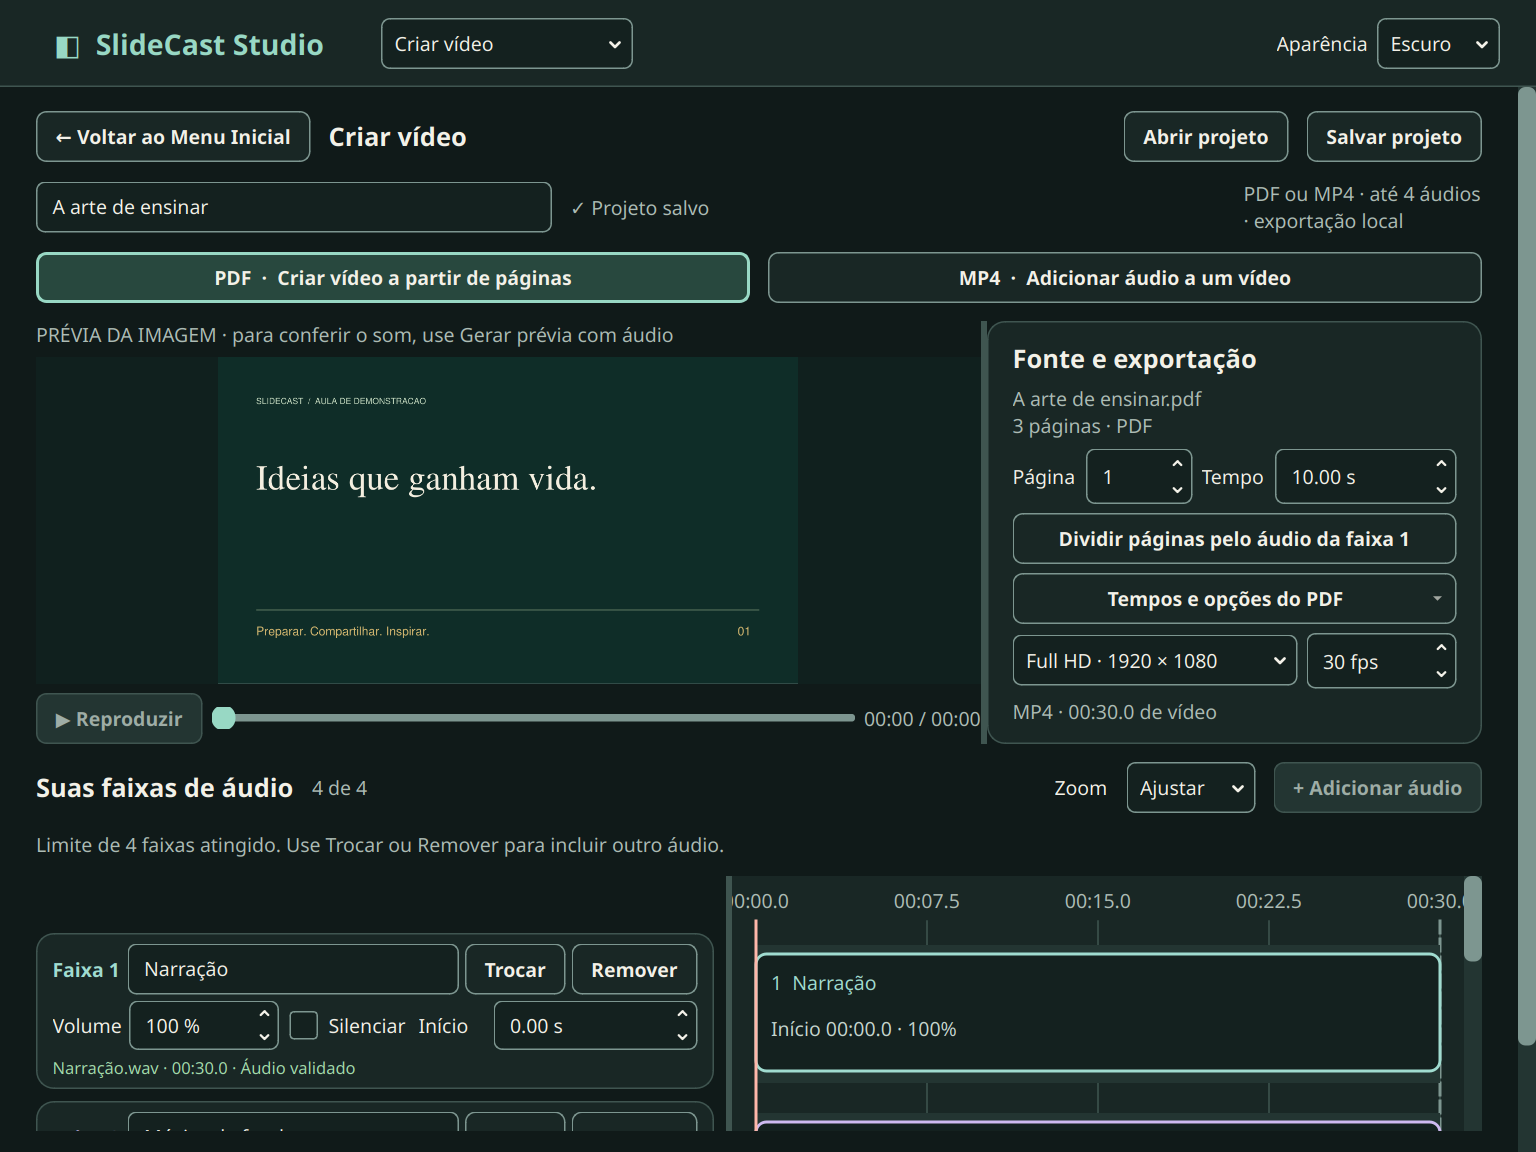 SlideCast Studio
Criar vídeo
Aparência
Escuro
← Voltar ao Menu Inicial
Criar vídeo
Abrir projeto
Salvar projeto
A arte de ensinar
✓ Projeto salvo
PDF ou MP4 · até 4 áudios
· exportação local
PDF · Criar vídeo a partir de páginas
MP4 · Adicionar áudio a um vídeo
PRÉVIA DA IMAGEM · para conferir o som, use Gerar prévia com áudio
SLIDECAST / AULA DE DEMONSTRACAO
Ideias que ganham vida.
Preparar. Compartilhar. Inspirar.
01
▶ Reproduzir
00:00 / 00:00
Fonte e exportação
A arte de ensinar.pdf
3 páginas · PDF
Página
1
Tempo
10.00 s
Dividir páginas pelo áudio da faixa 1
Tempos e opções do PDF
Full HD · 1920 × 1080
30 fps
MP4 · 00:30.0 de vídeo
Suas faixas de áudio
4 de 4
Zoom
Ajustar
+ Adicionar áudio
Limite de 4 faixas atingido. Use Trocar ou Remover para incluir outro áudio.
00:00.0
00:07.5
00:15.0
00:22.5
00:30.
Faixa 1
Narração
Trocar
Remover
Volume
100 %
Silenciar
Início
0.00 s
Narração.wav · 00:30.0 · Áudio validado
1 Narração
Início 00:00.0 · 100%